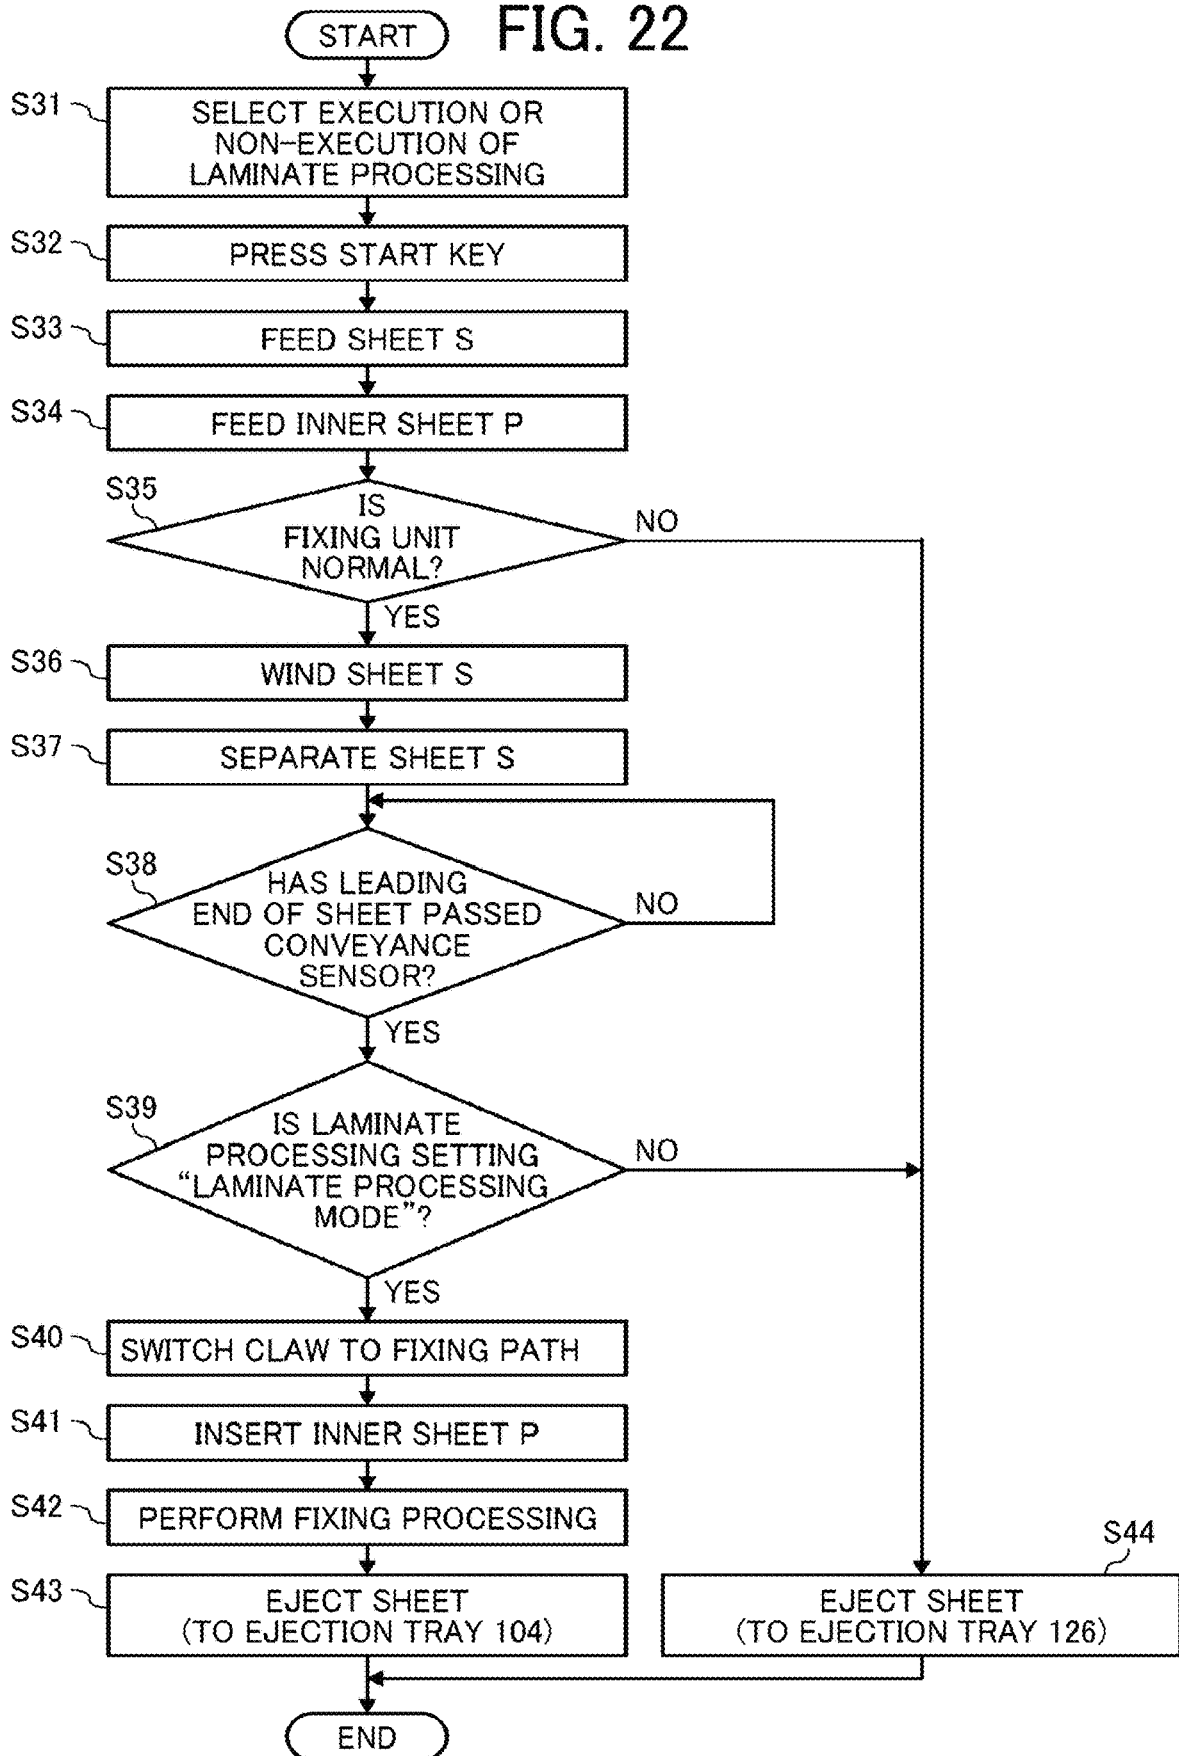 FIG. 22
START
S31
SELECT EXECUTION OR
NON-EXECUTION OF
LAMINATE PROCESSING
S32
PRESS START KEY
S33
FEED SHEET S
S34
FEED INNER SHEET P
S35
IS
FIXING UNIT
NORMAL?
NO
YES
S36
WIND SHEET S
S37
SEPARATE SHEET S
S38
HAS LEADING
END OF SHEET PASSED
CONVEYANCE
SENSOR?
NO
YES
S39
IS LAMINATE
PROCESSING SETTING
“LAMINATE PROCESSING
MODE”?
NO
YES
S40
SWITCH CLAW TO FIXING PATH
S41
INSERT INNER SHEET P
S42
PERFORM FIXING PROCESSING
S43
EJECT SHEET
(TO EJECTION TRAY 104)
S44
EJECT SHEET
(TO EJECTION TRAY 126)
END